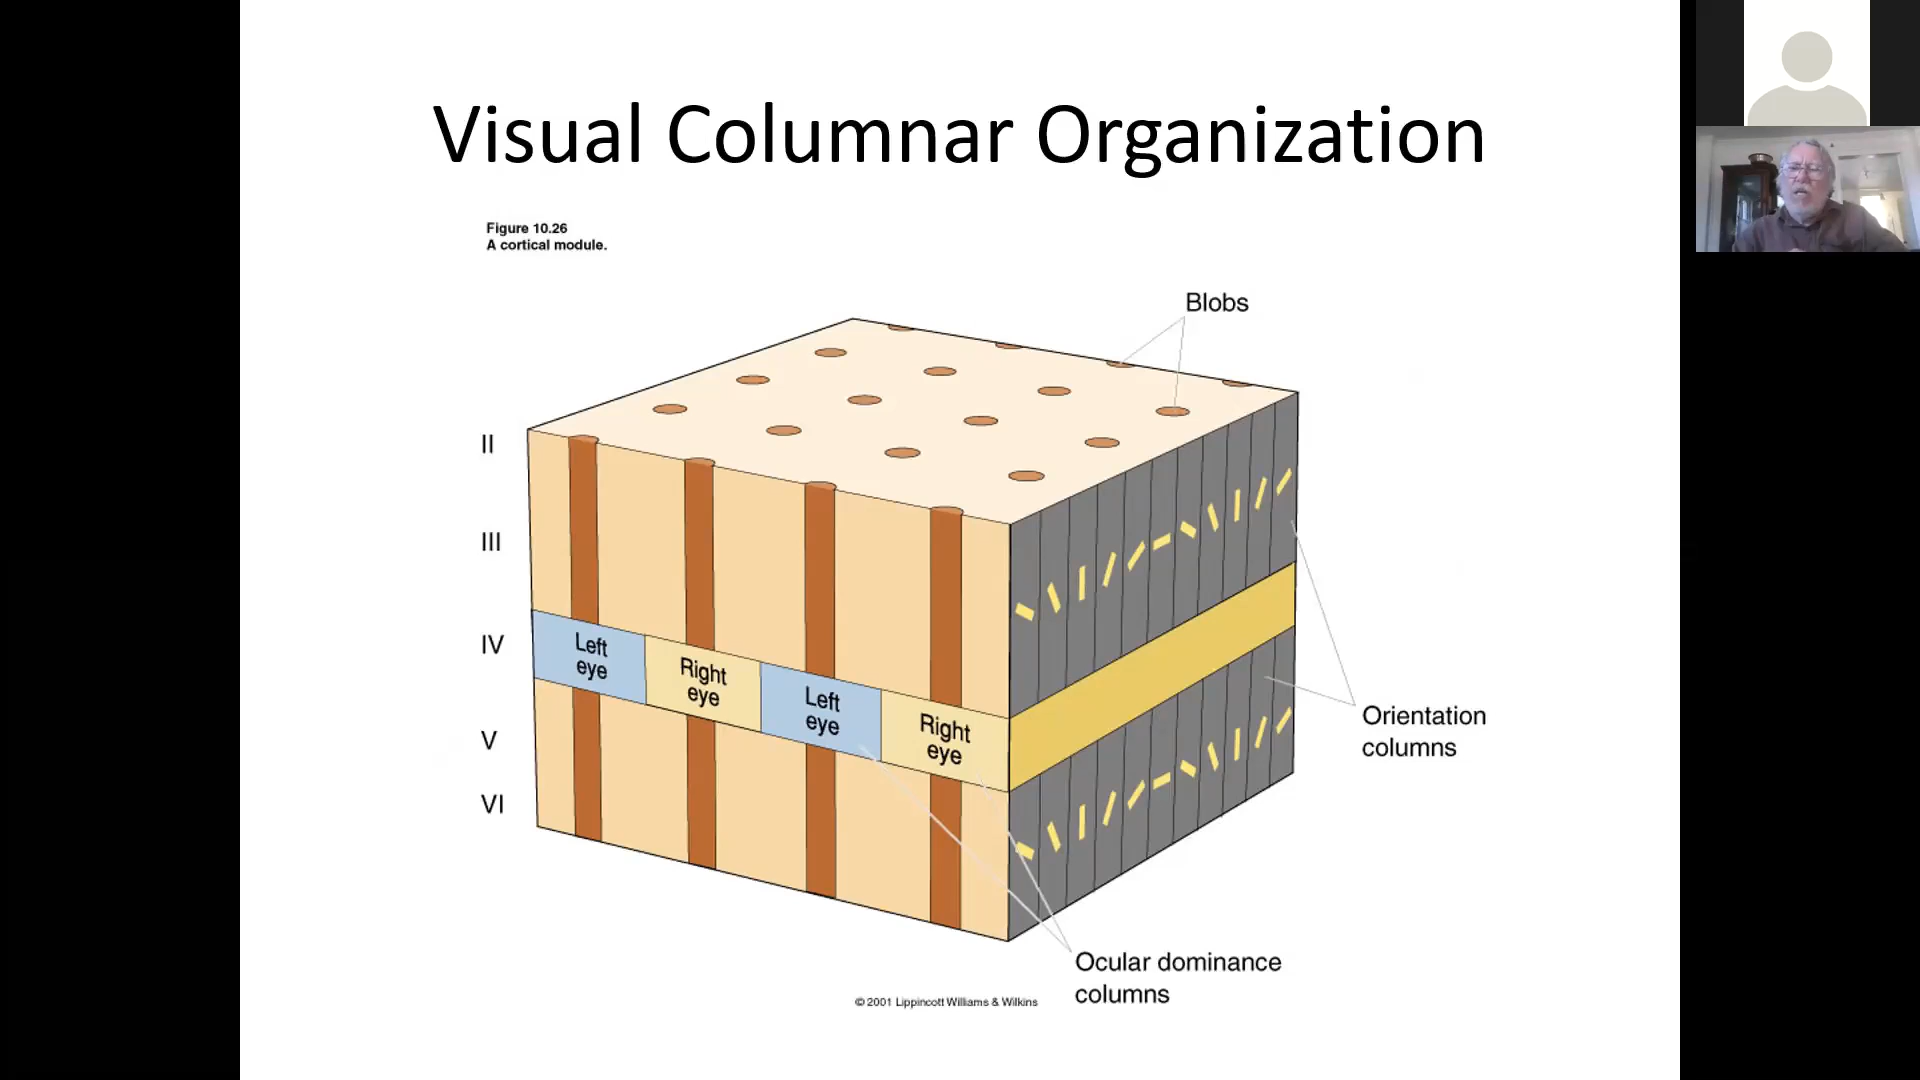 Visual Columnar Organization
Figure 10.26
A cortical module.
Blobs
II
III
IV
V
VI
Left
eye
Right
eye
Left
eye
Right
eye
Orientation
columns
Ocular dominance
columns
© 2001 Lippincott Williams & Wilkins